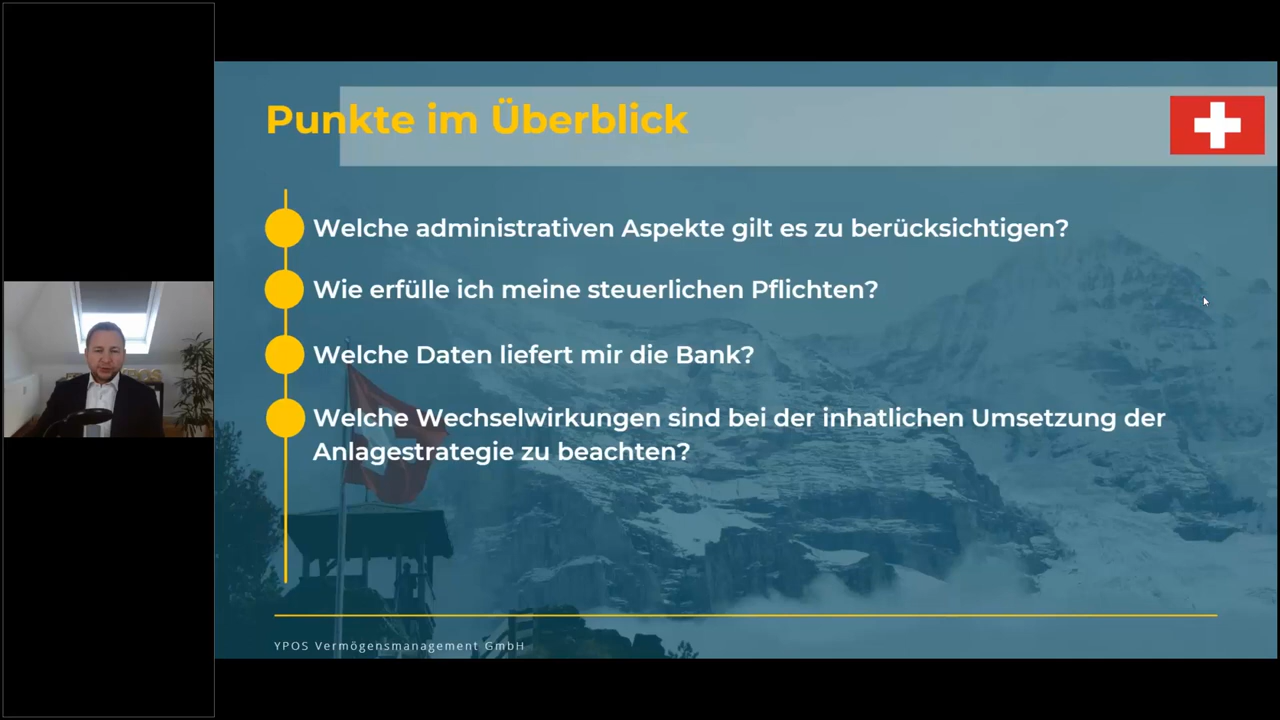 Punkte im Überblick
Welche administrativen Aspekte gilt es zu berücksichtigen?
Wie erfülle ich meine steuerlichen Pflichten?
Welche Daten liefert mir die Bank?
Welche Wechselwirkungen sind bei der inhatlichen Umsetzung der
Anlagestrategie zu beachten?
YPOS Vermögensmanagement GmbH